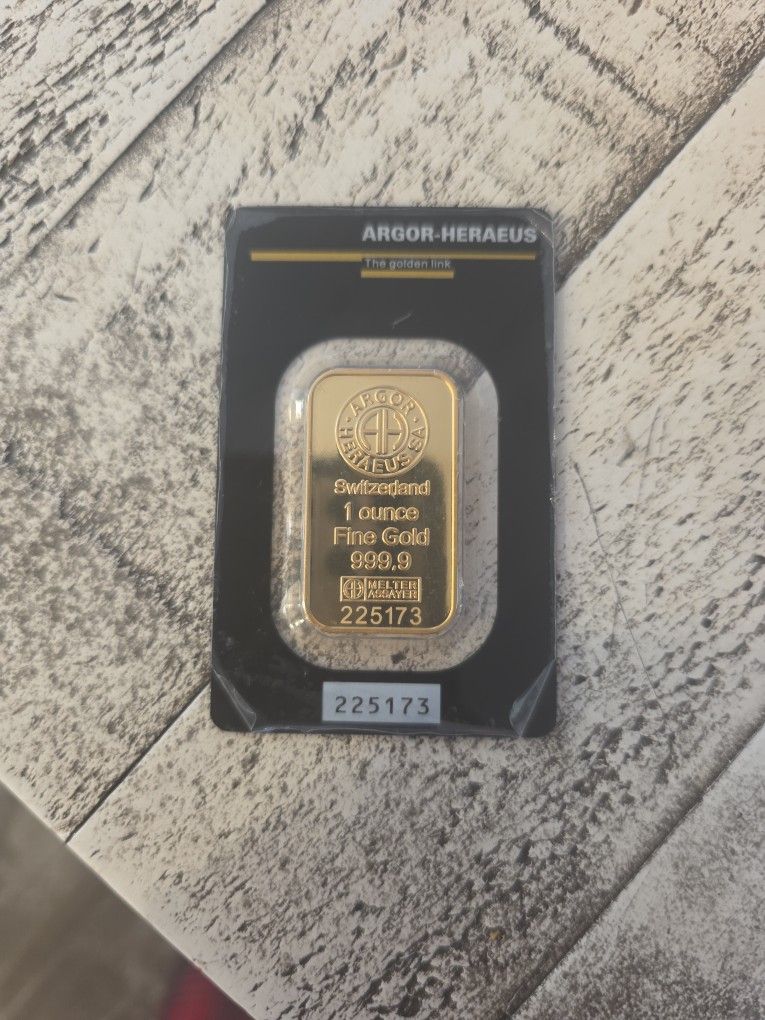 ARGOR-HERAEUS
The golden link
ARGOR
HERAEUS SA
Switzerland
1 ounce
Fine Gold
999,9
MELTER
ASSAYER
225173
225173